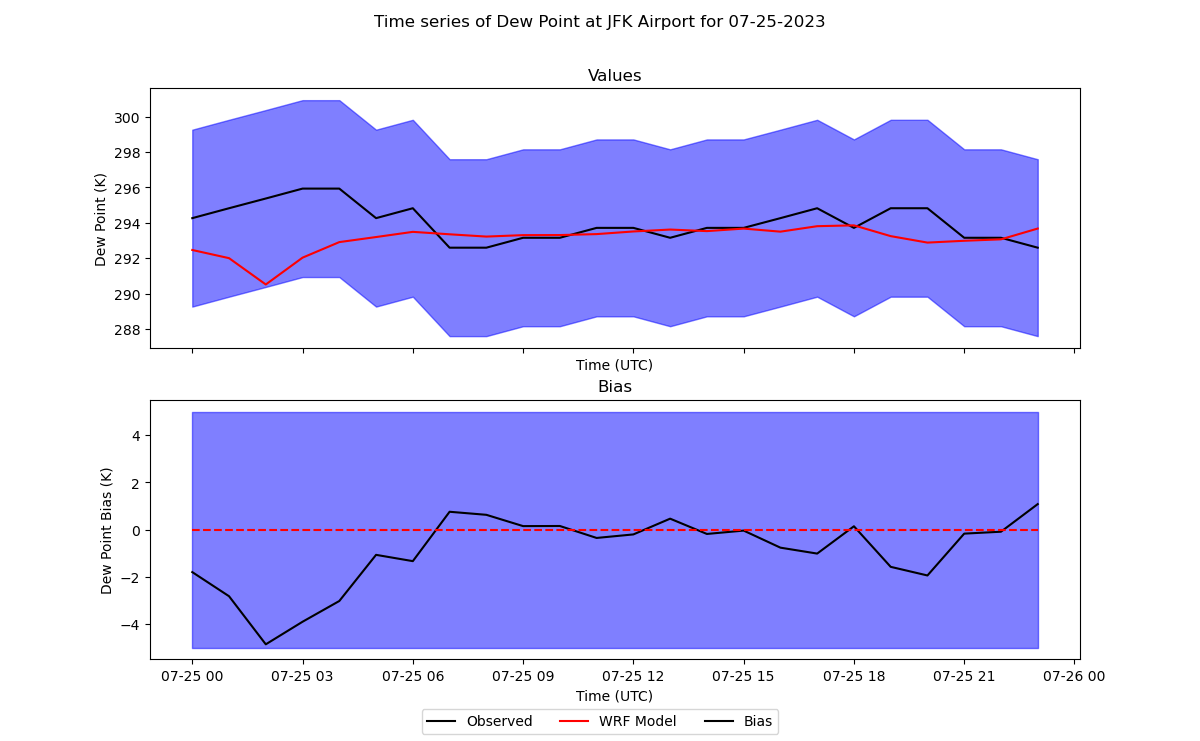 Time series of Dew Point at JFK Airport for 07-25-2023
Values
Dew Point (K)
300
298
296
294
292
290
288
Time (UTC)
Bias
Dew Point Bias (K)
4
2
0
−2
−4
07-25 00 07-25 03 07-25 06 07-25 09 07-25 12 07-25 15 07-25 18 07-25 21 07-26 00
Time (UTC)
Observed WRF Model Bias